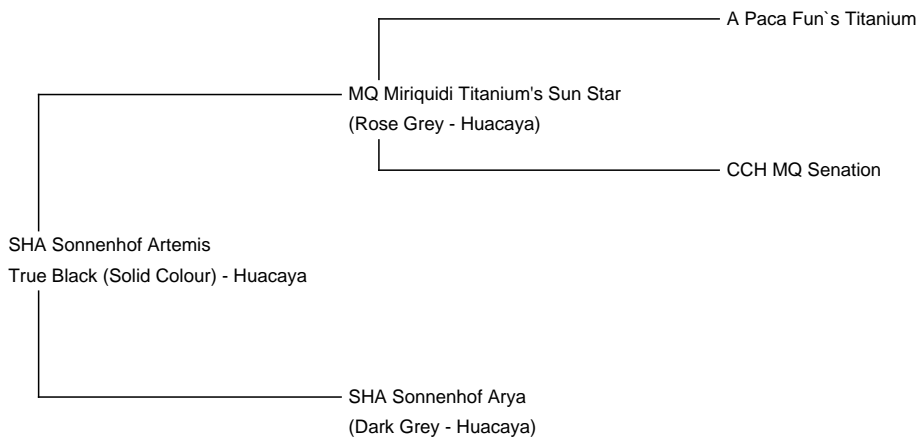 A Paca Fun`s Titanium
MQ Miriquidi Titanium's Sun Star
(Rose Grey - Huacaya)
CCH MQ Senation
SHA Sonnenhof Artemis
True Black (Solid Colour) - Huacaya
SHA Sonnenhof Arya
(Dark Grey - Huacaya)